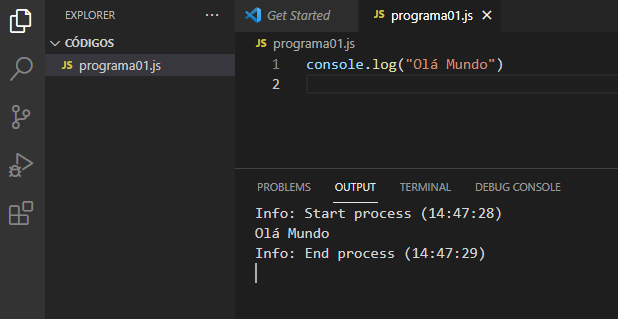 EXPLORER
CÓDIGOS
JS programa01.js
Get Started
JS programa01.js
JS programa01.js
1 console.log("Olá Mundo")
2
PROBLEMS OUTPUT TERMINAL DEBUG CONSOLE
Info: Start process (14:47:28)
Olá Mundo
Info: End process (14:47:29)